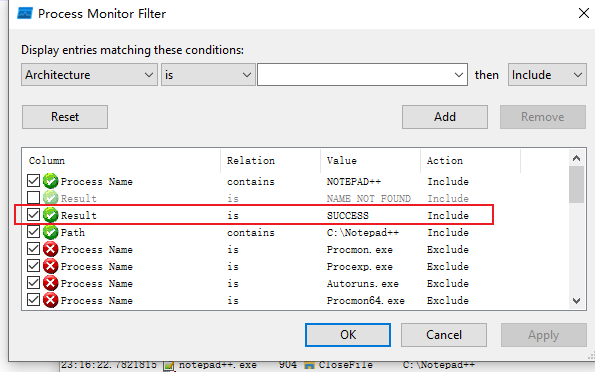 Process Monitor Filter
Display entries matching these conditions:
Architecture is then Include
Reset Add Remove
Column Relation Value Action
Process Name contains NOTEPAD++ Include
Result is NAME NOT FOUND Include
Result is SUCCESS Include
Path contains C:\Notepad++ Include
Process Name is Procmon.exe Exclude
Process Name is Procexp.exe Exclude
Process Name is Autoruns.exe Exclude
Process Name is Procmon64.exe Exclude
OK Cancel Apply
23:16:22.7821815 notepad++.exe 904 CloseFile C:\Notepad++